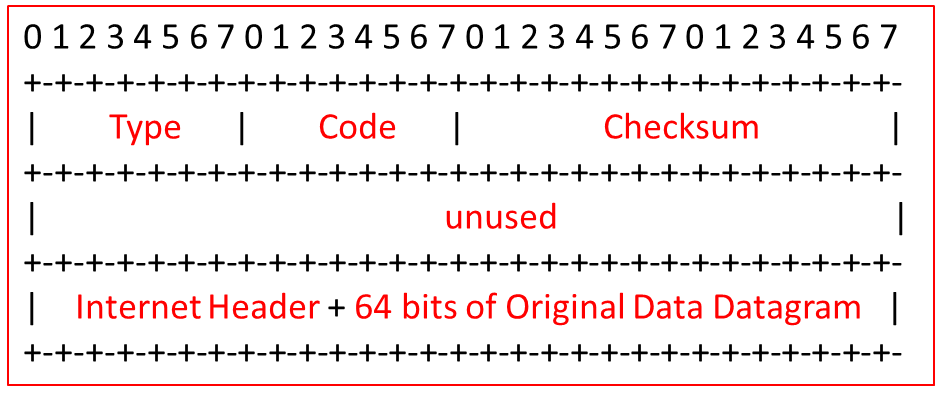 0 1 2 3 4 5 6 7 0 1 2 3 4 5 6 7 0 1 2 3 4 5 6 7 0 1 2 3 4 5 6 7
+-+-+-+-+-+-+-+-+-+-+-+-+-+-+-+-+-+-+-+-+-+-+-+-+-+-+-+-
| Type | Code | Checksum |
+-+-+-+-+-+-+-+-+-+-+-+-+-+-+-+-+-+-+-+-+-+-+-+-+-+-+-+-
| unused |
+-+-+-+-+-+-+-+-+-+-+-+-+-+-+-+-+-+-+-+-+-+-+-+-+-+-+-+-
| Internet Header + 64 bits of Original Data Datagram |
+-+-+-+-+-+-+-+-+-+-+-+-+-+-+-+-+-+-+-+-+-+-+-+-+-+-+-+-